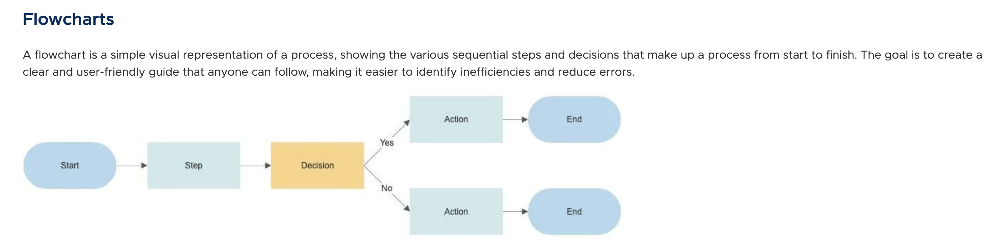 Flowcharts
A flowchart is a simple visual representation of a process, showing the various sequential steps and decisions that make up a process from start to finish. The goal is to create a
clear and user-friendly guide that anyone can follow, making it easier to identify inefficiencies and reduce errors.
Start
Step
Decision
Yes
Action
End
No
Action
End